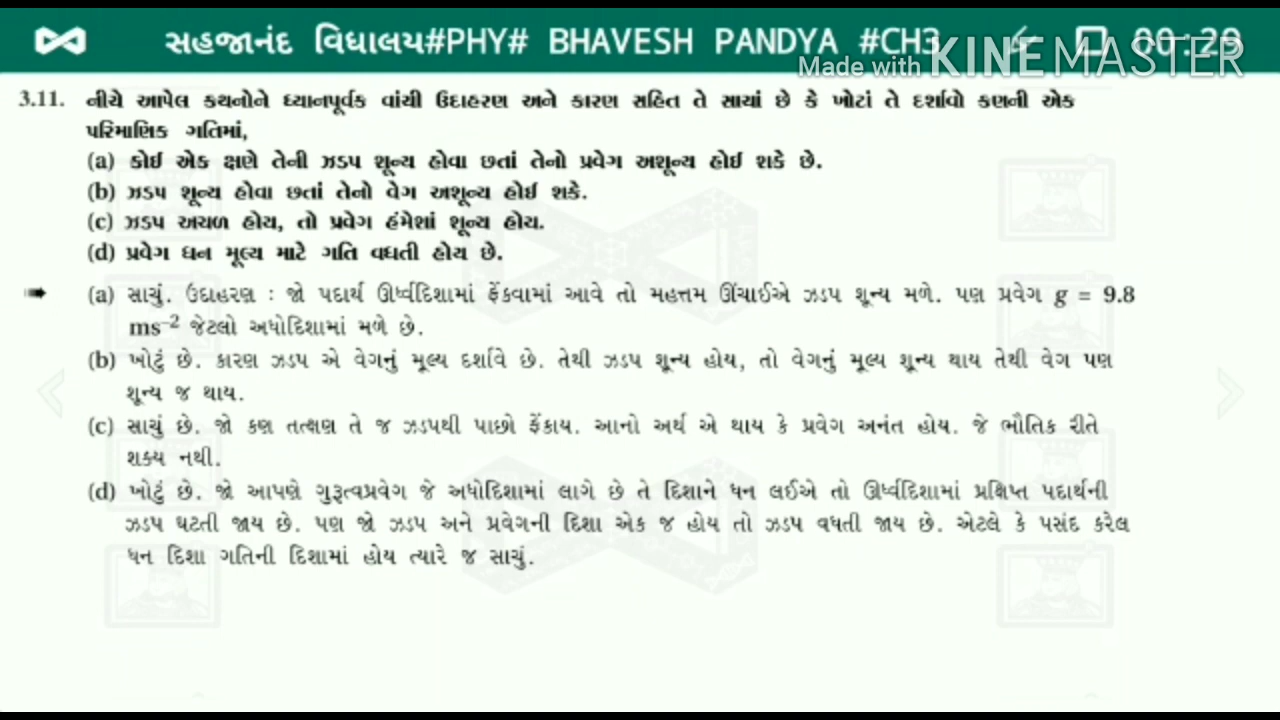 સહજાનંદ વિદ્યાલય#PHY# BHAVESH PANDYA #CH3
Made with KINEMASTER
3.11. નીચે આપેલ કથનોને ધ્યાનપૂર્વક વાંચી ઉદાહરણ અને કારણ સહિત તે સાચાં છે કે ખોટાં તે દર્શાવો કણની એક
પરિમાણિક ગતિમાં,
(a) કોઈ એક ક્ષણે તેની ઝડપ શૂન્ય હોવા છતાં તેનો પ્રવેગ અશૂન્ય હોઈ શકે છે.
(b) ઝડપ શૂન્ય હોવા છતાં તેનો વેગ અશૂન્ય હોઈ શકે.
(c) ઝડપ અચળ હોય, તો પ્રવેગ હંમેશાં શૂન્ય હોય.
(d) પ્રવેગ ધન મૂલ્ય માટે ગતિ વધતી હોય છે.
➠ (a) સાચું. ઉદાહરણ : જો પદાર્થ ઊર્ધ્વદિશામાં ફેંકવામાં આવે તો મહત્તમ ઊંચાઈએ ઝડપ શૂન્ય મળે. પણ પ્રવેગ g = 9.8
ms⁻² જેટલો અધોદિશામાં મળે છે.
(b) ખોટું છે. કારણ ઝડપ એ વેગનું મૂલ્ય દર્શાવે છે. તેથી ઝડપ શૂન્ય હોય, તો વેગનું મૂલ્ય શૂન્ય થાય તેથી વેગ પણ
શૂન્ય જ થાય.
(c) સાચું છે. જો કણ તત્ક્ષણ તે જ ઝડપથી પાછો ફેંકાય. આનો અર્થ એ થાય કે પ્રવેગ અનંત હોય. જે ભૌતિક રીતે
શક્ય નથી.
(d) ખોટું છે. જો આપણે ગુરૂત્વપ્રવેગ જે અધોદિશામાં લાગે છે તે દિશાને ધન લઈએ તો ઊર્ધ્વદિશામાં પ્રક્ષિપ્ત પદાર્થની
ઝડપ ઘટતી જાય છે. પણ જો ઝડપ અને પ્રવેગની દિશા એક જ હોય તો ઝડપ વધતી જાય છે. એટલે કે પસંદ કરેલ
ધન દિશા ગતિની દિશામાં હોય ત્યારે જ સાચું.